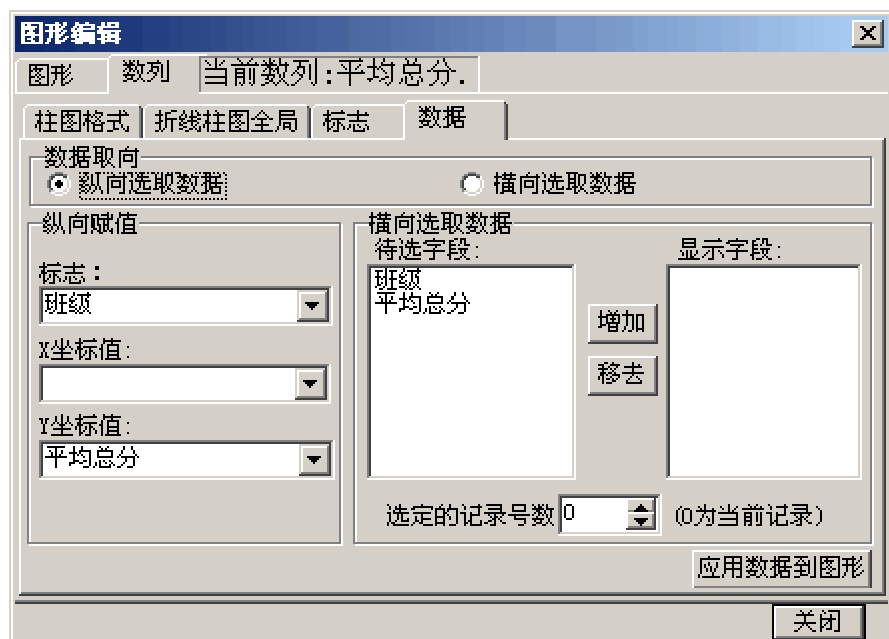 图形编辑
图形 数列 当前数列:平均总分.
柱图格式 折线柱图全局 标志 数据
数据取向
纵向选取数据 横向选取数据
纵向赋值
标志:
班级
X坐标值:
Y坐标值:
平均总分
横向选取数据
待选字段:
班级
平均总分
增加
移去
显示字段:
选定的记录号数 0 (0为当前记录)
应用数据到图形
关闭